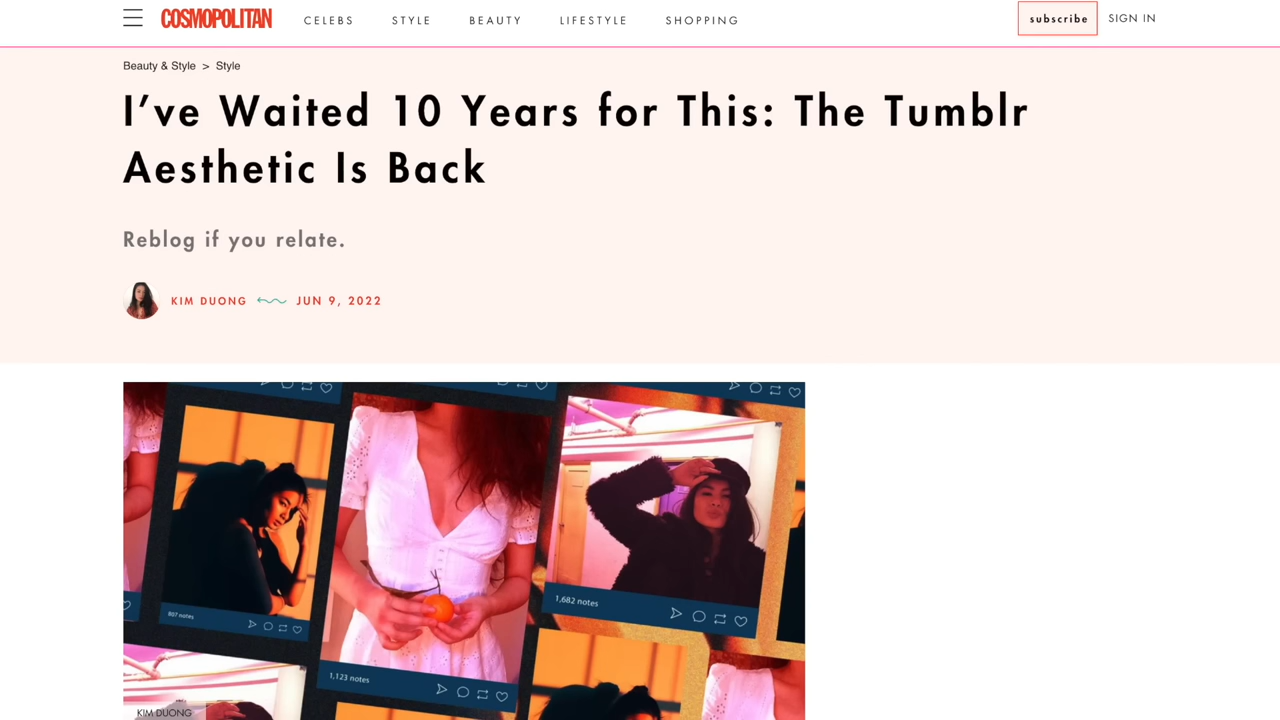 COSMOPOLITAN
CELEBS
STYLE
BEAUTY
LIFESTYLE
SHOPPING
subscribe
SIGN IN
Beauty & Style > Style
I’ve Waited 10 Years for This: The Tumblr
Aesthetic Is Back
Reblog if you relate.
KIM DUONG
JUN 9, 2022
1,682 notes
807 notes
1,123 notes
KIM DUONG